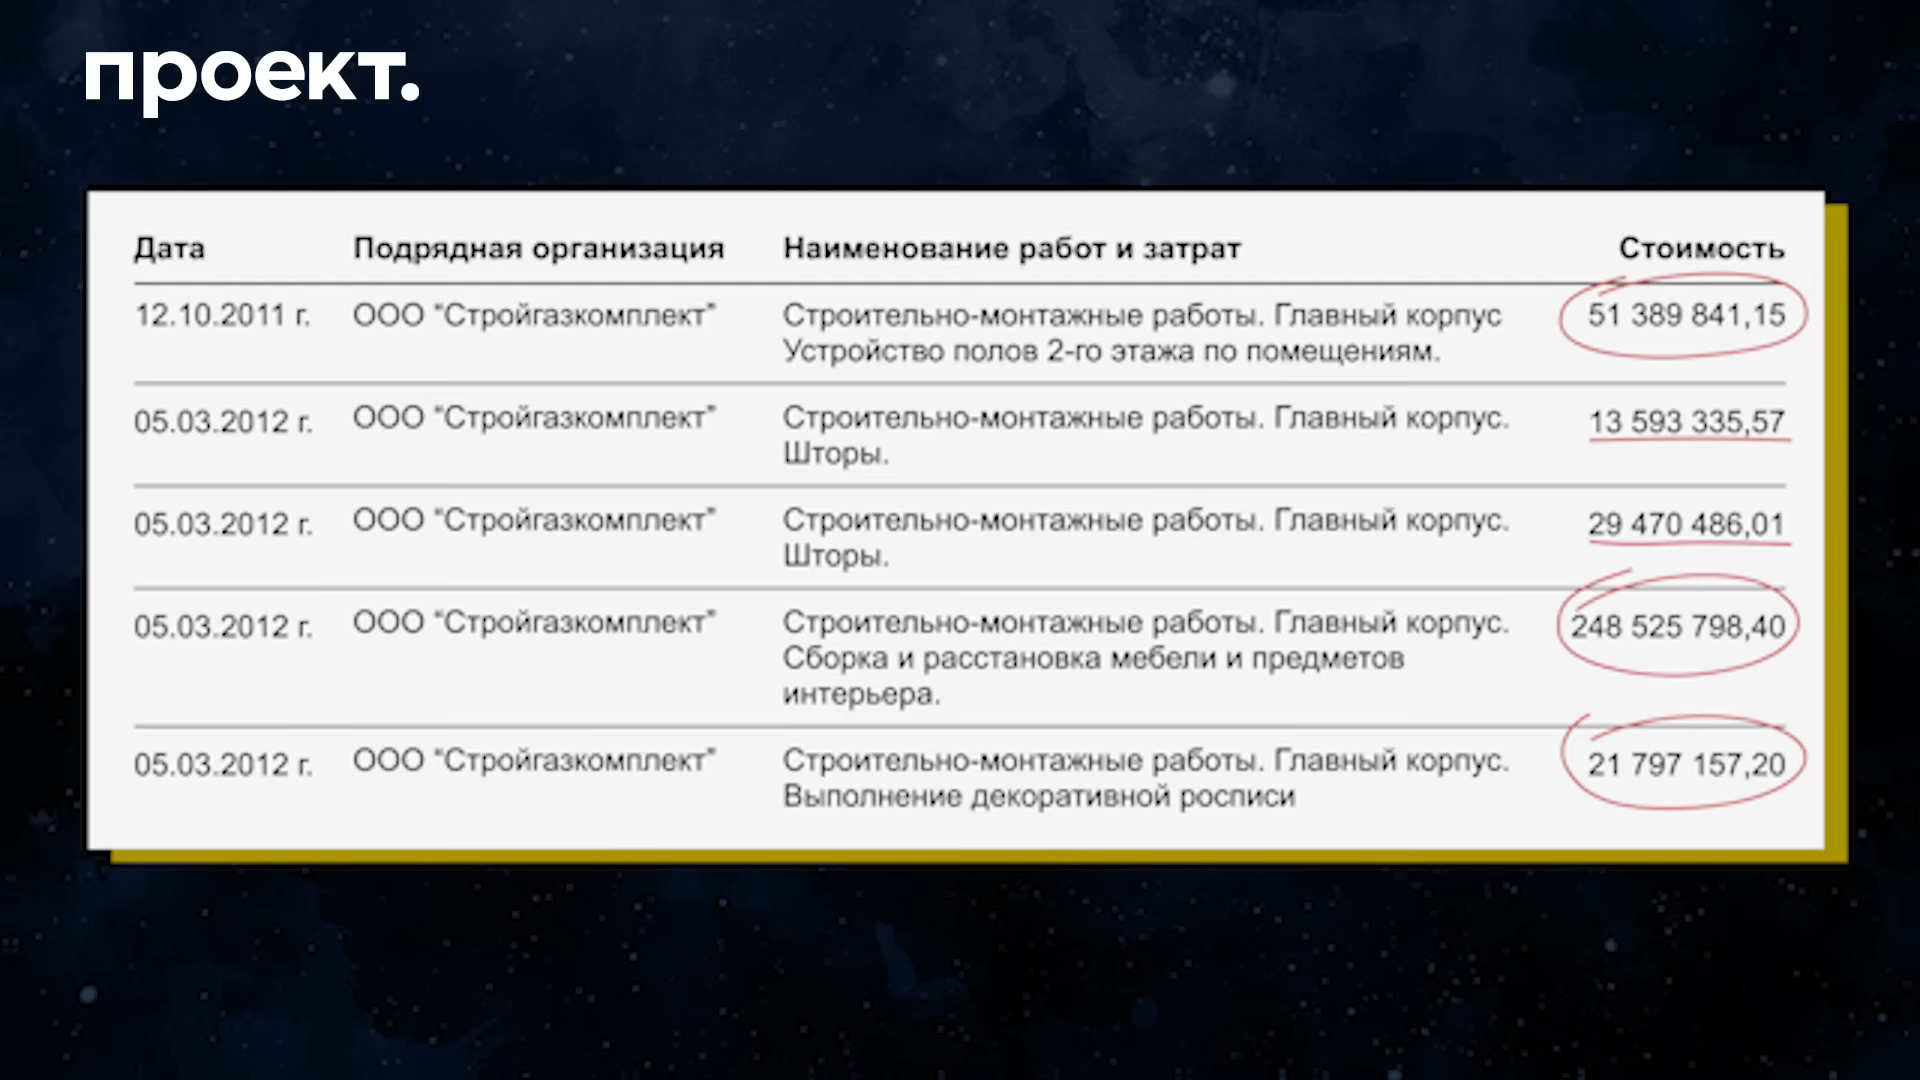 проект.
Дата Подрядная организация Наименование работ и затрат Стоимость
12.10.2011 г. ООО "Стройгазкомплект" Строительно-монтажные работы. Главный корпус 51 389 841,15
Устройство полов 2-го этажа по помещениям.
05.03.2012 г. ООО "Стройгазкомплект" Строительно-монтажные работы. Главный корпус. 13 593 335,57
Шторы.
05.03.2012 г. ООО "Стройгазкомплект" Строительно-монтажные работы. Главный корпус. 29 470 486,01
Шторы.
05.03.2012 г. ООО "Стройгазкомплект" Строительно-монтажные работы. Главный корпус. 248 525 798,40
Сборка и расстановка мебели и предметов
интерьера.
05.03.2012 г. ООО "Стройгазкомплект" Строительно-монтажные работы. Главный корпус. 21 797 157,20
Выполнение декоративной росписи